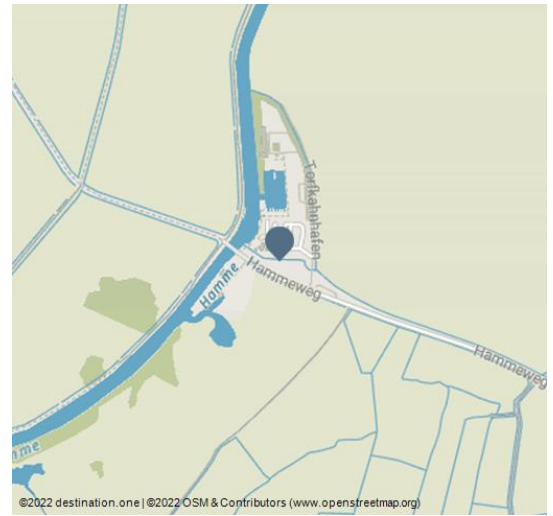 Torfkahnhafen
Hamme
Hammeweg
Hammeweg
mme
©2022 destination.one | ©2022 OSM & Contributors (www.openstreetmap.org)